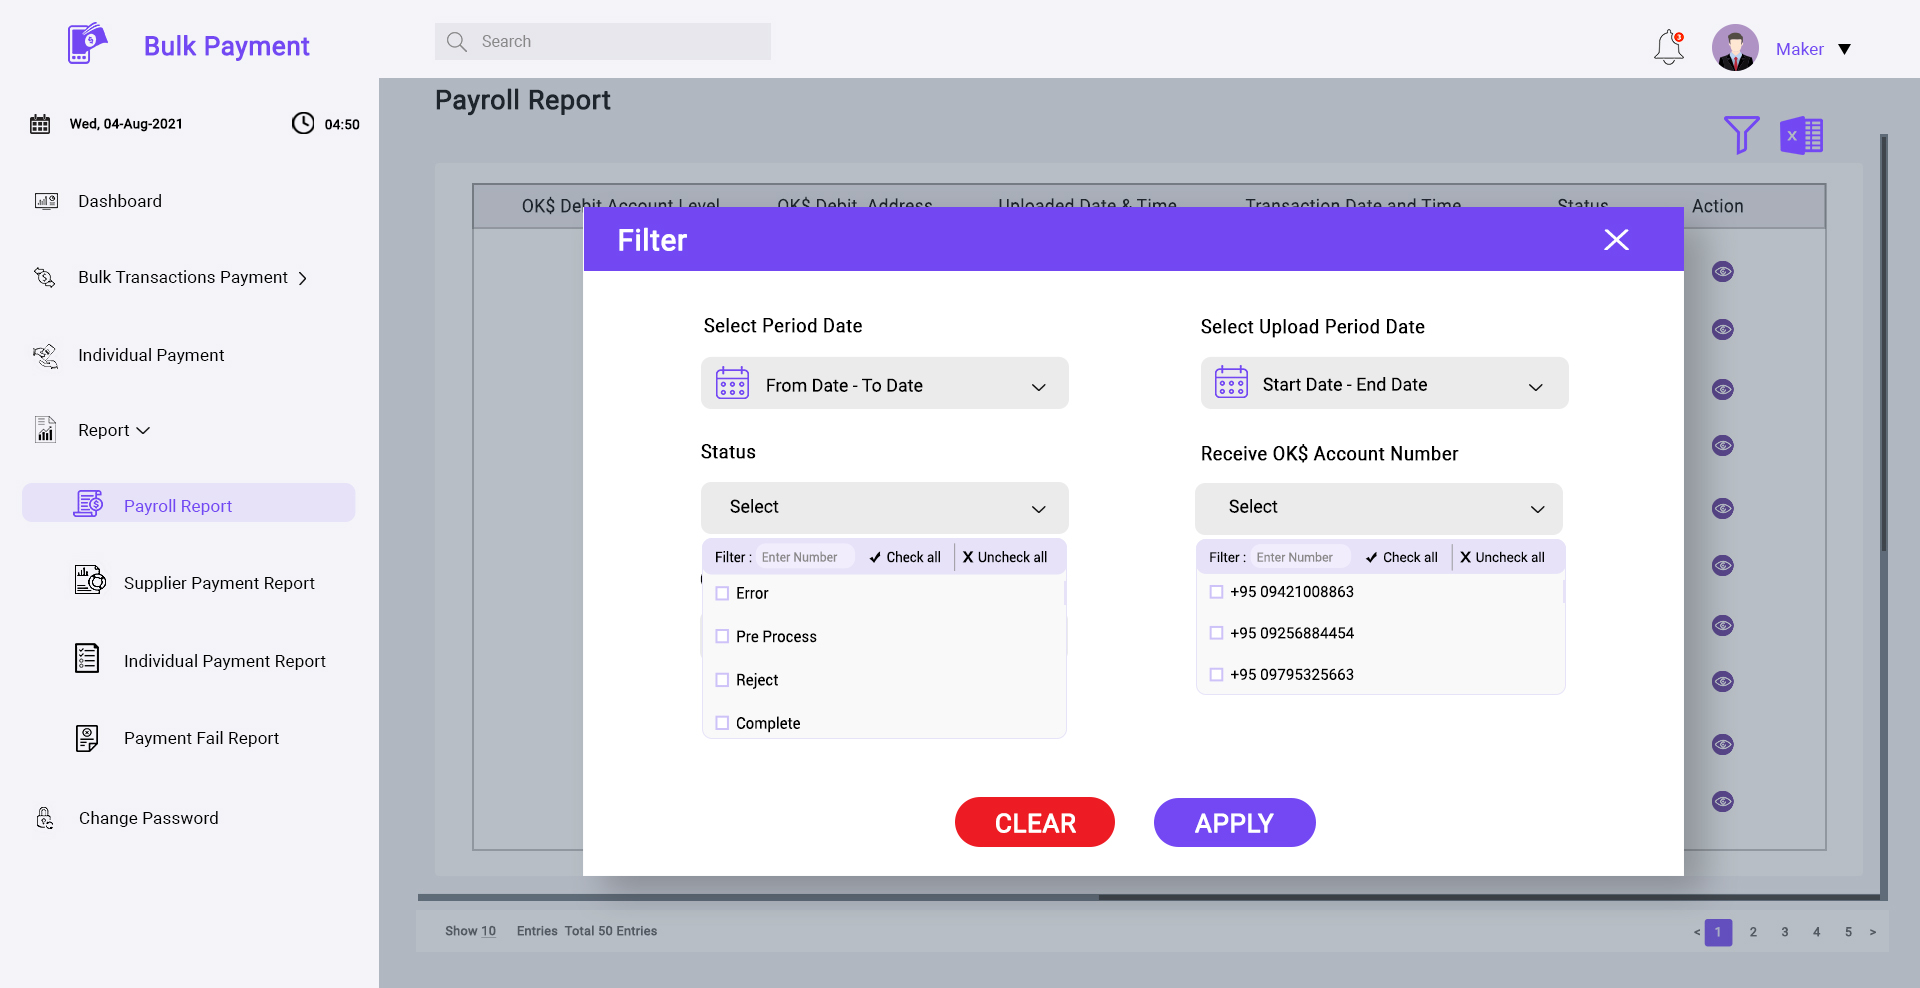 Bulk Payment
Search
3
Maker
Wed, 04-Aug-2021
04:50
Payroll Report
Dashboard
Bulk Transactions Payment
Individual Payment
Report
Payroll Report
Supplier Payment Report
Individual Payment Report
Payment Fail Report
Change Password
X
OK$ Debit Account Level
OK$ Debit Address
Uploaded Date & Time
Transaction Date and Time
Status
Action
Filter
Select Period Date
Select Upload Period Date
From Date - To Date
Start Date - End Date
Status
Receive OK$ Account Number
Select
Select
Filter : Enter Number Check all X Uncheck all
Filter : Enter Number Check all X Uncheck all
Error
+95 09421008863
Pre Process
+95 09256884454
Reject
+95 09795325663
Complete
CLEAR
APPLY
Show 10 Entries Total 50 Entries
< 1 2 3 4 5 >